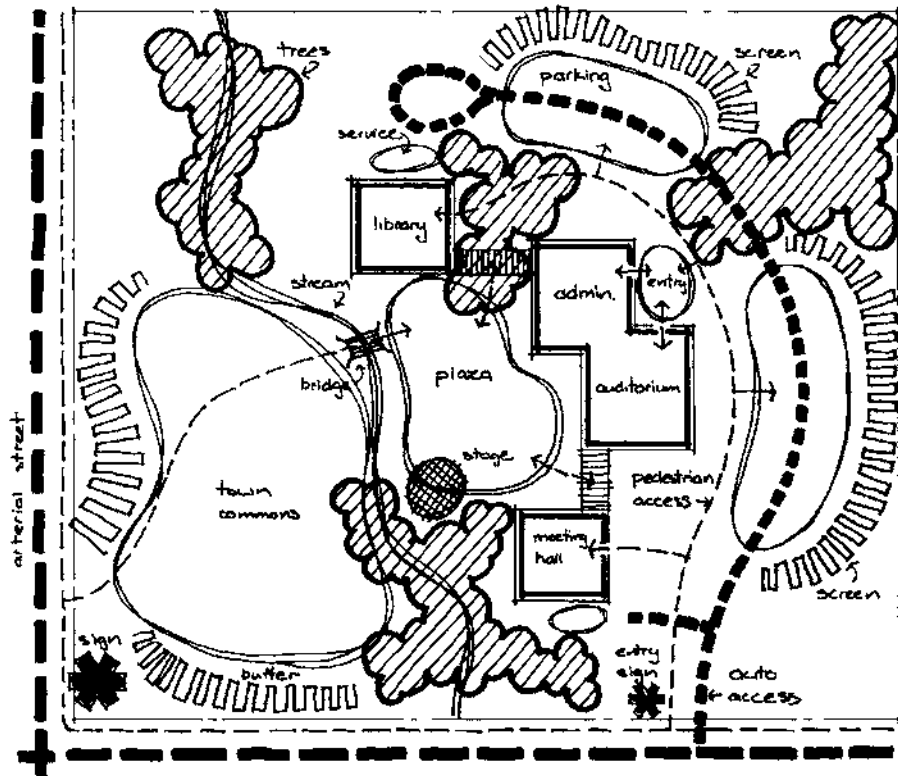 trees
screen
parking
service
library
stream
admin.
entry
bridge
plaza
auditorium
arterial street
stage
town
commons
pedestrian
access
meeting
hall
screen
sign
buffer
entry
sign
auto
access